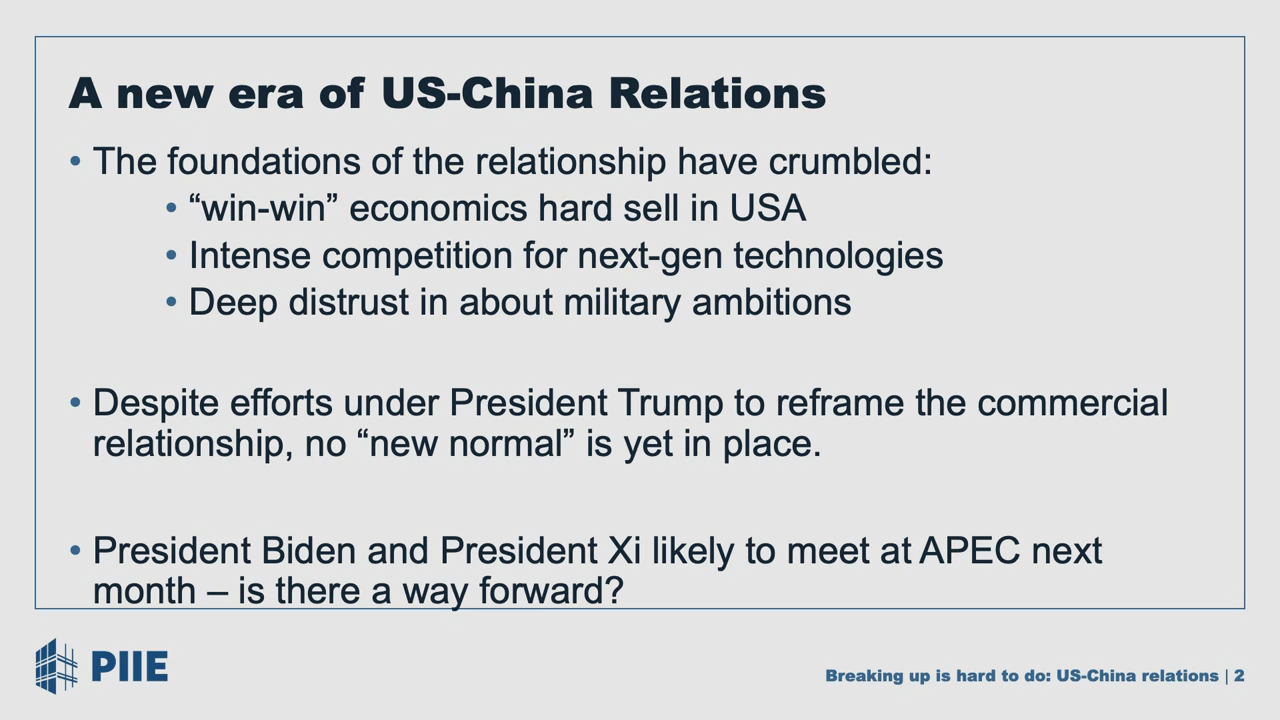 A new era of US-China Relations
• The foundations of the relationship have crumbled:
• “win-win” economics hard sell in USA
• Intense competition for next-gen technologies
• Deep distrust in about military ambitions
• Despite efforts under President Trump to reframe the commercial
relationship, no “new normal” is yet in place.
• President Biden and President Xi likely to meet at APEC next
month – is there a way forward?
PIIE
Breaking up is hard to do: US-China relations | 2